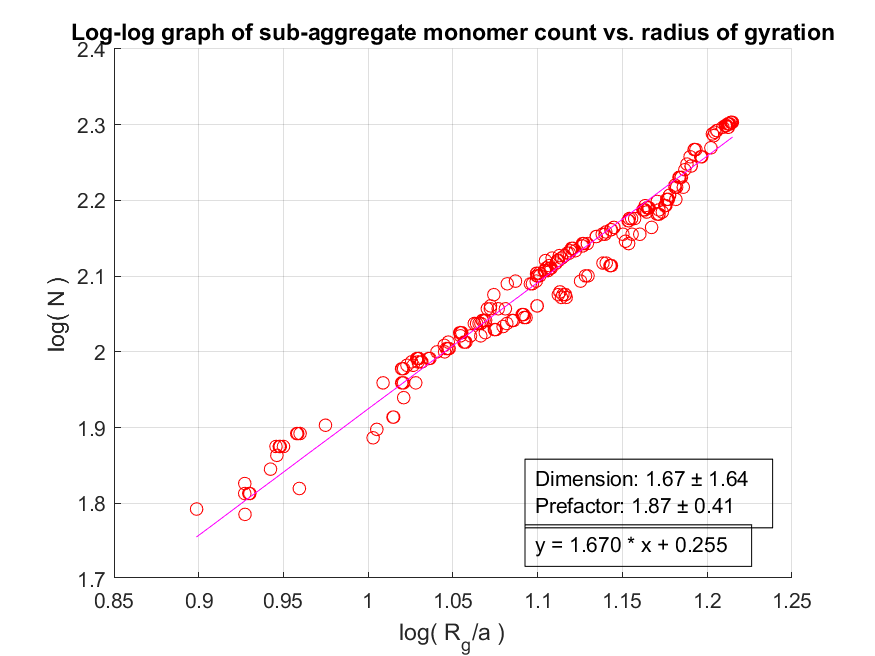 Log-log graph of sub-aggregate monomer count vs. radius of gyration
2.4
2.3
2.2
2.1
2
1.9
1.8
1.7
log( N )
Dimension: 1.67 ± 1.64
Prefactor: 1.87 ± 0.41
y = 1.670 * x + 0.255
0.85 0.9 0.95 1 1.05 1.1 1.15 1.2 1.25
log( R_g/a )